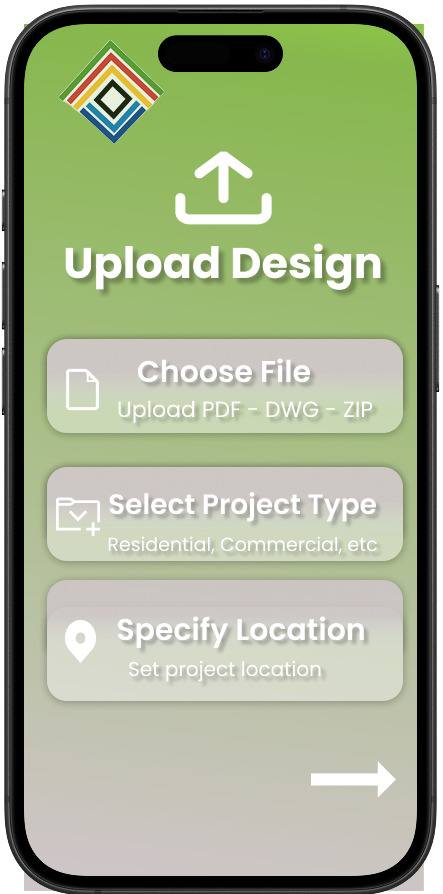 Upload Design
Choose File
Upload PDF - DWG - ZIP
Select Project Type
Residential, Commercial, etc
Specify Location
Set project location